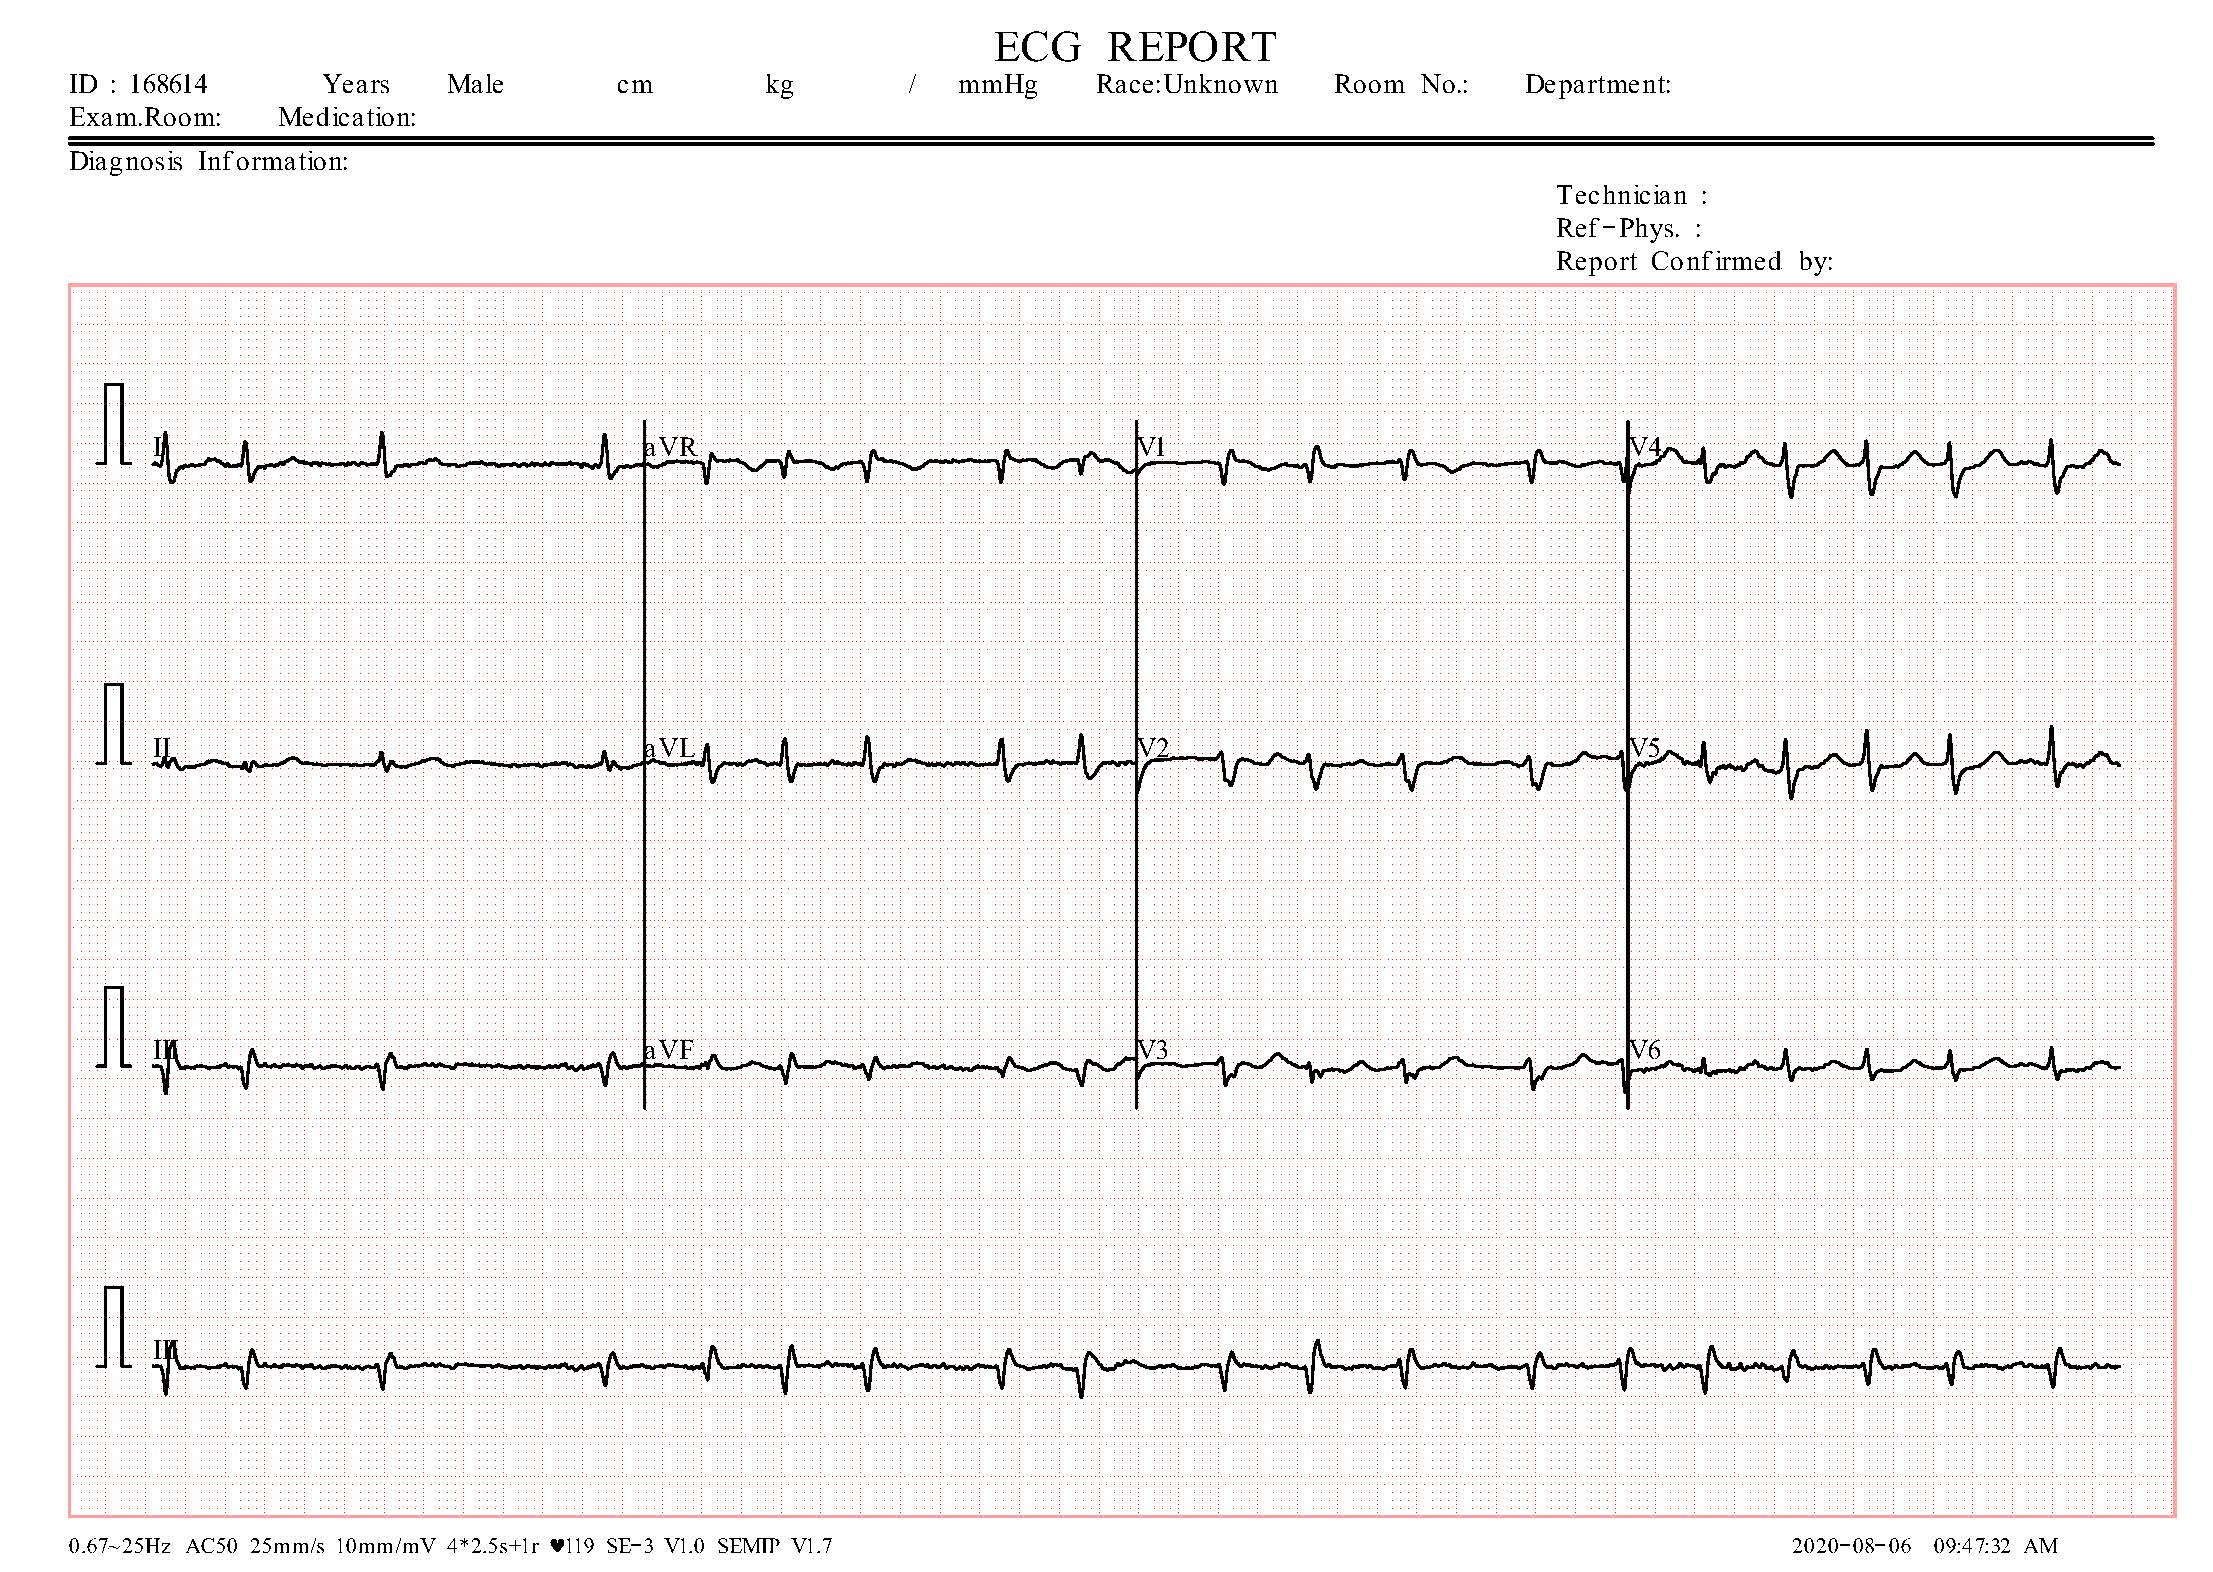 ECG REPORT
ID : 168614 Years Male cm kg / mmHg Race:Unknown Room No.: Department:
Exam.Room: Medication:
Diagnosis Information:
Technician :
Ref-Phys. :
Report Confirmed by:
I aVR V1 V4
II aVL V2 V5
III aVF V3 V6
III
0.67~25Hz AC50 25mm/s 10mm/mV 4*2.5s+1r ♥119 SE-3 V1.0 SEMIP V1.7 2020-08-06 09:47:32 AM